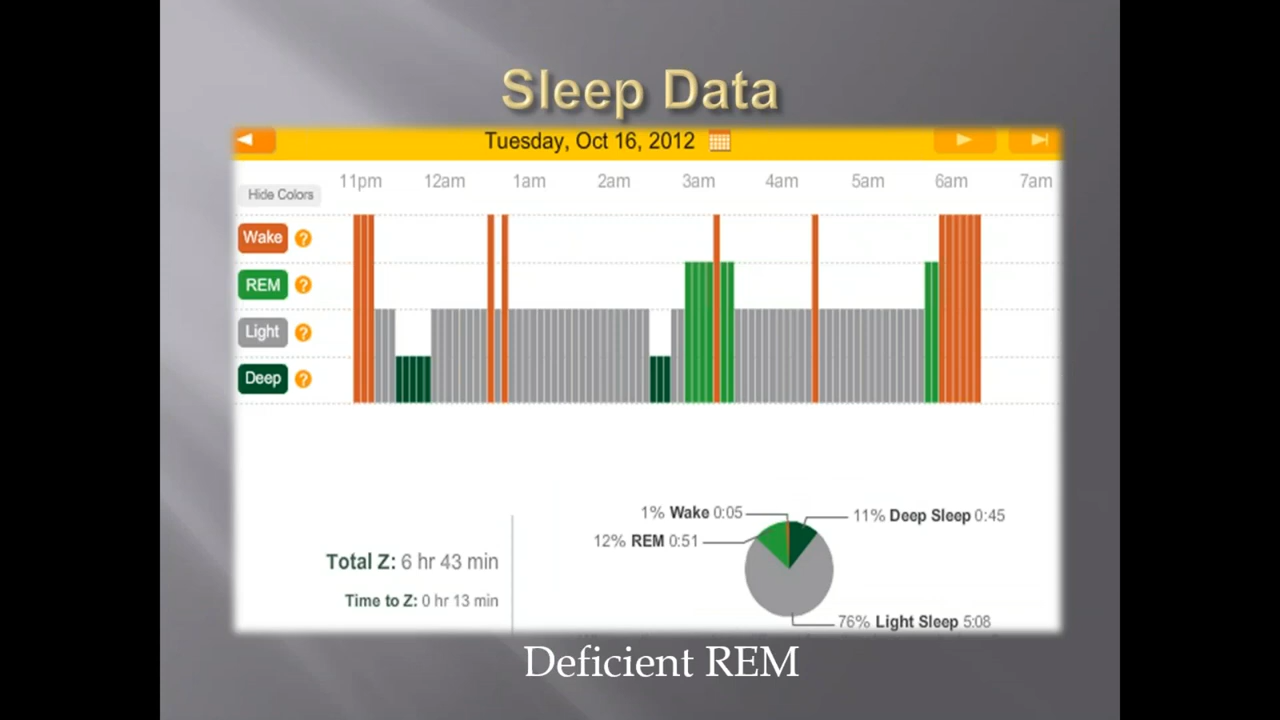 Sleep Data
Tuesday, Oct 16, 2012
11pm 12am 1am 2am 3am 4am 5am 6am 7am
Hide Colors
Wake ?
REM ?
Light ?
Deep ?
1% Wake 0:05
11% Deep Sleep 0:45
12% REM 0:51
Total Z: 6 hr 43 min
Time to Z: 0 hr 13 min
76% Light Sleep 5:08
Deficient REM